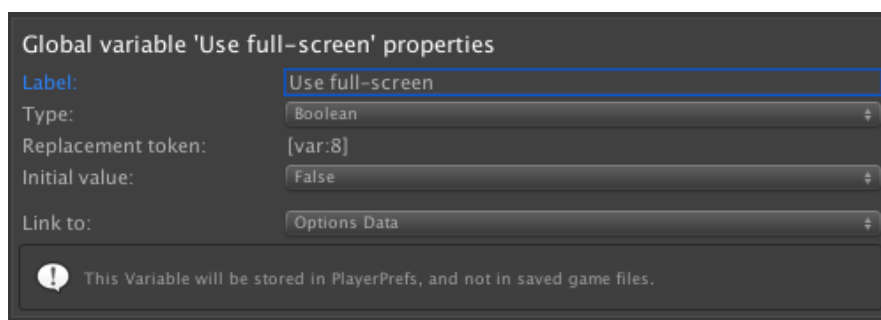 Global variable 'Use full-screen' properties
Label: Use full-screen
Type: Boolean
Replacement token: [var:8]
Initial value: False
Link to: Options Data
This Variable will be stored in PlayerPrefs, and not in saved game files.